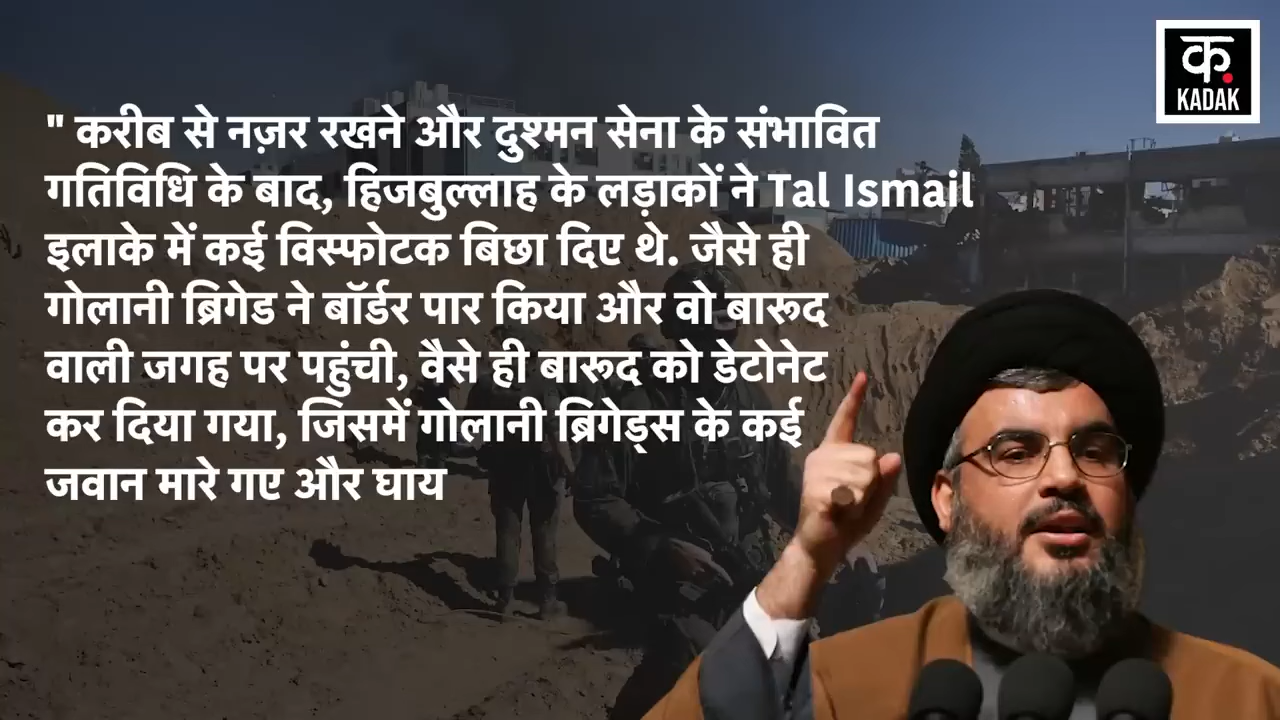 " करीब से नज़र रखने और दुश्मन सेना के संभावित
गतिविधि के बाद, हिजबुल्लाह के लड़ाकों ने Tal Ismail
इलाके में कई विस्फोटक बिछा दिए थे. जैसे ही
गोलानी ब्रिगेड ने बॉर्डर पार किया और वो बारूद
वाली जगह पर पहुंची, वैसे ही बारूद को डेटोनेट
कर दिया गया, जिसमें गोलानी ब्रिगेड्स के कई
जवान मारे गए और घाय
क.
KADAK